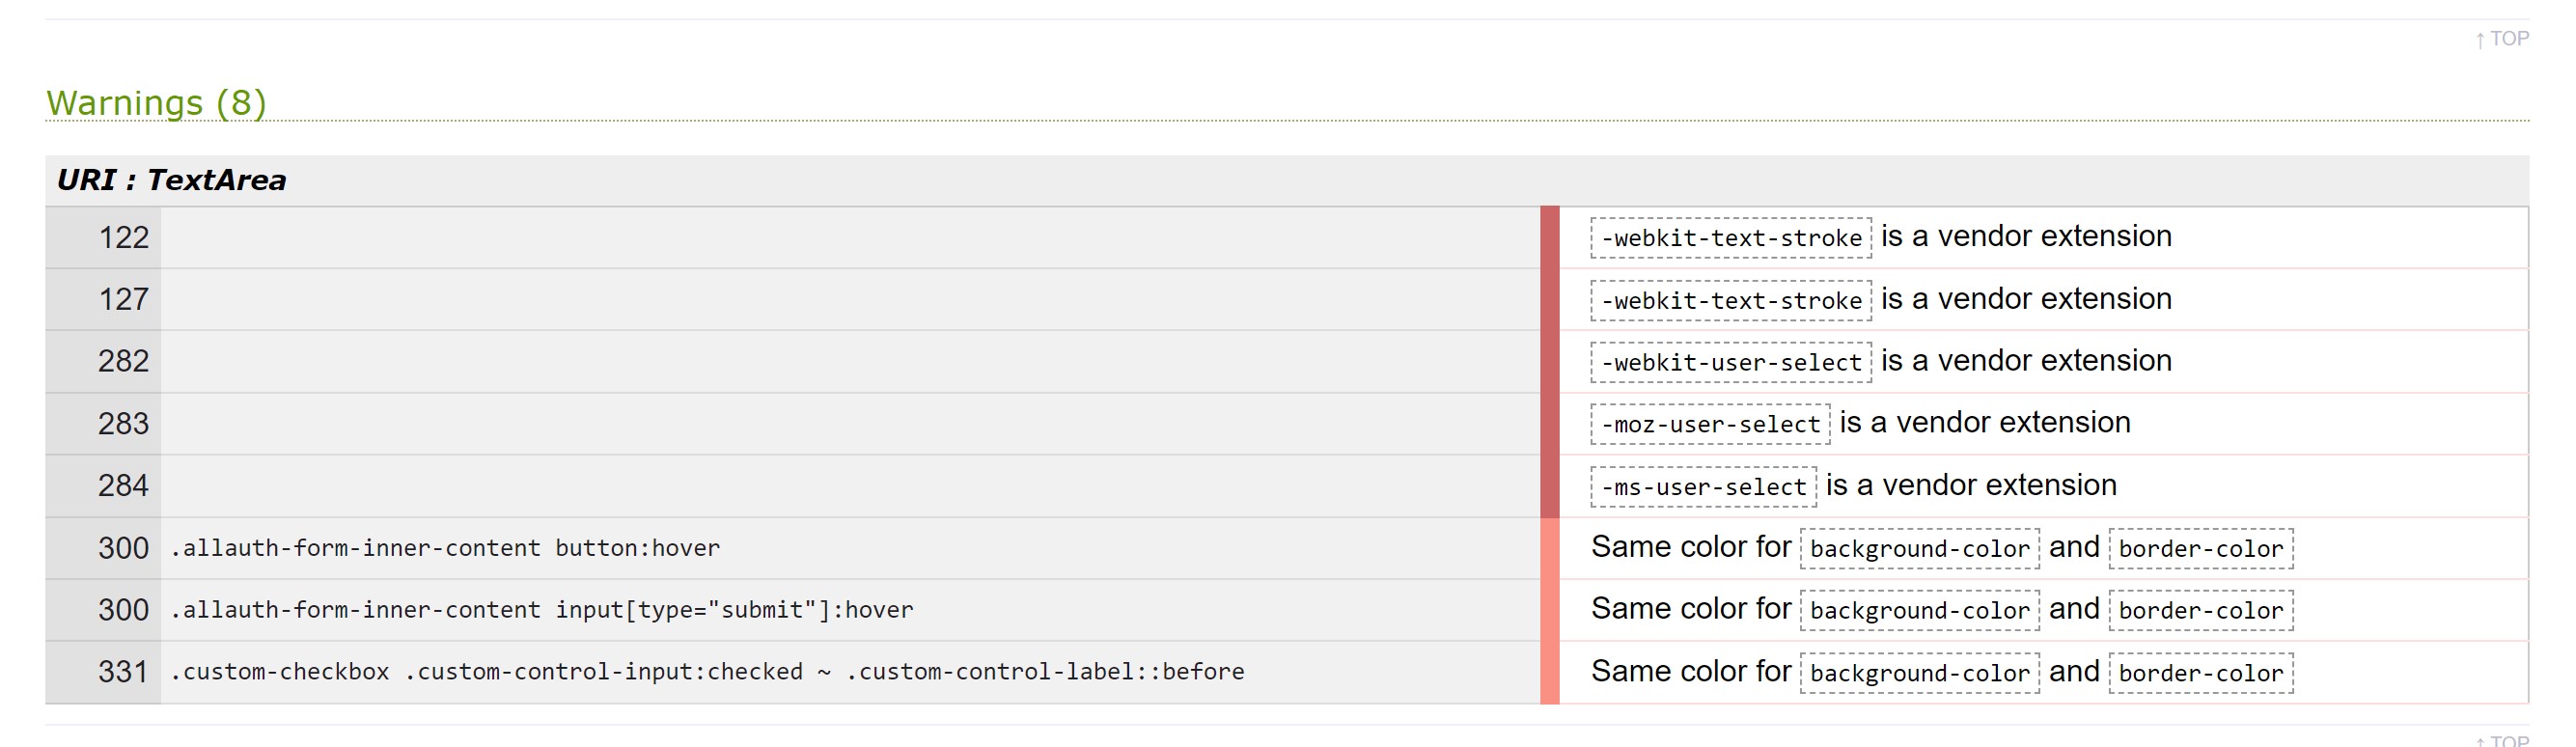 ↑ TOP
Warnings (8)
URI : TextArea
122 -webkit-text-stroke is a vendor extension
127 -webkit-text-stroke is a vendor extension
282 -webkit-user-select is a vendor extension
283 -moz-user-select is a vendor extension
284 -ms-user-select is a vendor extension
300 .allauth-form-inner-content button:hover Same color for background-color and border-color
300 .allauth-form-inner-content input[type="submit"]:hover Same color for background-color and border-color
331 .custom-checkbox .custom-control-input:checked ~ .custom-control-label::before Same color for background-color and border-color
↑ TOP